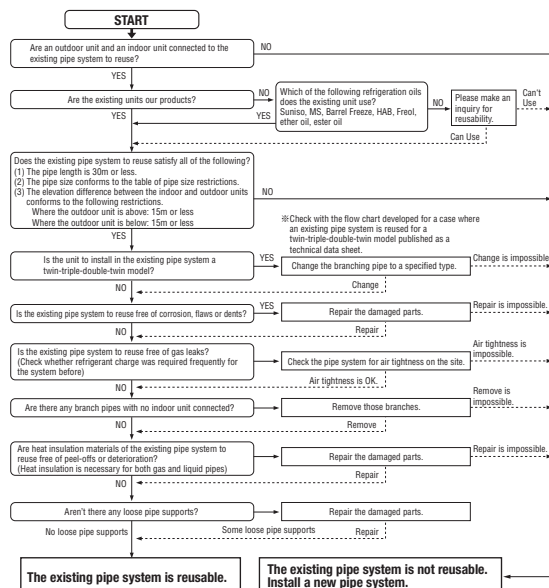 START
Are an outdoor unit and an indoor unit connected to the
existing pipe system to reuse?
NO
YES
Are the existing units our products?
NO
Which of the following refrigeration oils
does the existing unit use?
Suniso, MS, Barrel Freeze, HAB, Freol,
ether oil, ester oil
NO
Please make an
inquiry for
reusability.
Can't
Use
YES
YES
Can Use
Does the existing pipe system to reuse satisfy all of the following?
(1) The pipe length is 30m or less.
(2) The pipe size conforms to the table of pipe size restrictions.
(3) The elevation difference between the indoor and outdoor units
conforms to the following restrictions.
Where the outdoor unit is above: 15m or less
Where the outdoor unit is below: 15m or less
NO
YES
※Check with the flow chart developed for a case where
an existing pipe system is reused for a
twin-triple-double-twin model published as a
technical data sheet.
Is the unit to install in the existing pipe system a
twin-triple-double-twin model?
YES
Change the branching pipe to a specified type.
Change is impossible.
NO
Change
Is the existing pipe system to reuse free of corrosion, flaws or dents?
YES
Repair the damaged parts.
Repair is impossible.
NO
Repair
Is the existing pipe system to reuse free of gas leaks?
(Check whether refrigerant charge was required frequently for
the system before)
YES
Check the pipe system for air tightness on the site.
Air tightness is
impossible.
NO
Air tightness is OK.
Are there any branch pipes with no indoor unit connected?
YES
Remove those branches.
Remove is
impossible.
NO
Remove
Are heat insulation materials of the existing pipe system to
reuse free of peel-offs or deterioration?
(Heat insulation is necessary for both gas and liquid pipes)
YES
Repair the damaged parts.
Repair is impossible.
NO
Repair
Aren't there any loose pipe supports?
Repair the damaged parts.
No loose pipe supports
Some loose pipe supports
Repair
The existing pipe system is reusable.
The existing pipe system is not reusable.
Install a new pipe system.